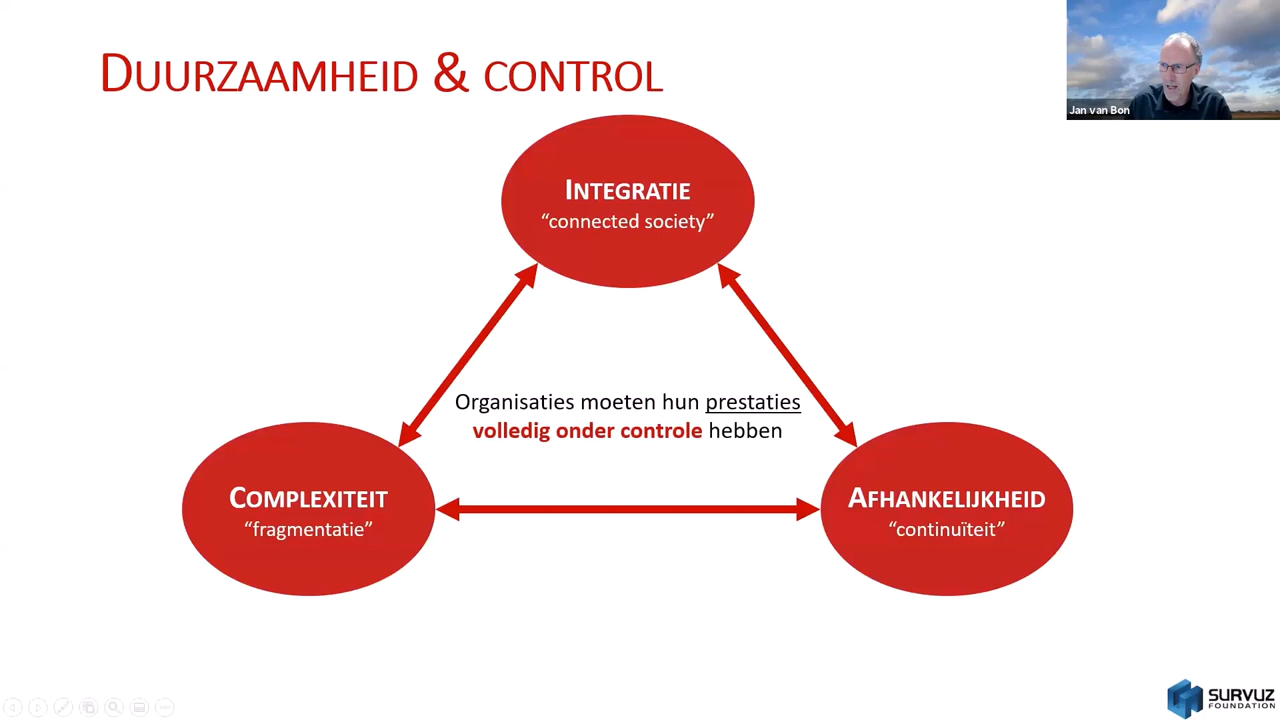 DUURZAAMHEID & CONTROL
Jan van Bon
INTEGRATIE
“connected society”
Organisaties moeten hun prestaties
volledig onder controle hebben
COMPLEXITEIT
“fragmentatie”
AFHANKELIJKHEID
“continuïteit”
SURVUZ
FOUNDATION